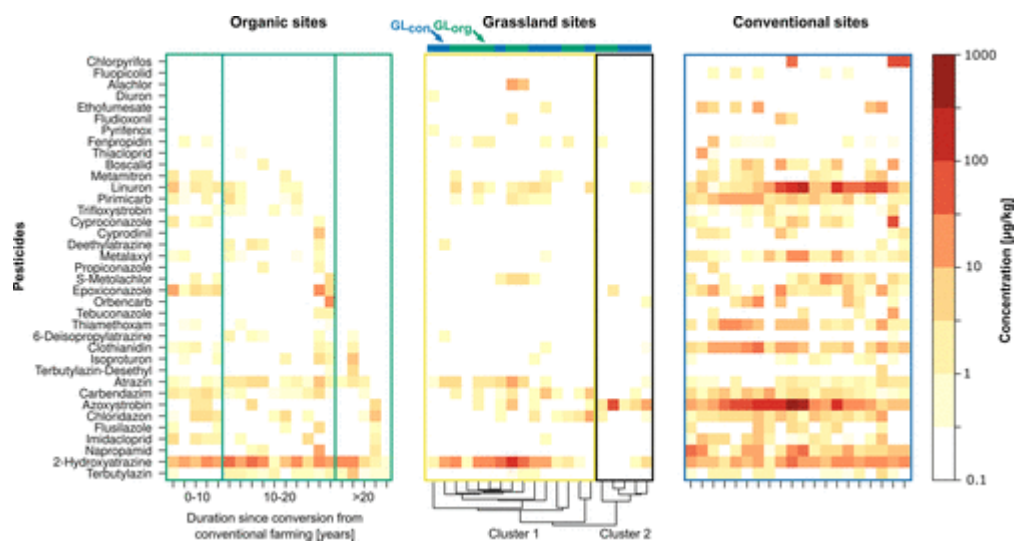 Organic sites
Grassland sites
Conventional sites
GLcon
GLorg
Pesticides
Chlorpyrifos
Fluopicolid
Alachlor
Diuron
Ethofumesate
Fludioxonil
Pyrifenox
Fenpropidin
Thiacloprid
Boscalid
Metamitron
Linuron
Pirimicarb
Trifloxystrobin
Cyproconazole
Cyprodinil
Deethylatrazine
Metalaxyl
Propiconazole
S-Metolachlor
Epoxiconazole
Orbencarb
Tebuconazole
Thiamethoxam
6-Deisopropylatrazine
Clothianidin
Isoproturon
Terbutylazin-Desethyl
Atrazin
Carbendazim
Azoxystrobin
Chloridazon
Flusilazole
Imidacloprid
Napropamid
2-Hydroxyatrazine
Terbutylazin
0-10
10-20
>20
Duration since conversion from
conventional farming [years]
Cluster 1
Cluster 2
1000
100
10
1
0.1
Concentration [µg/kg]